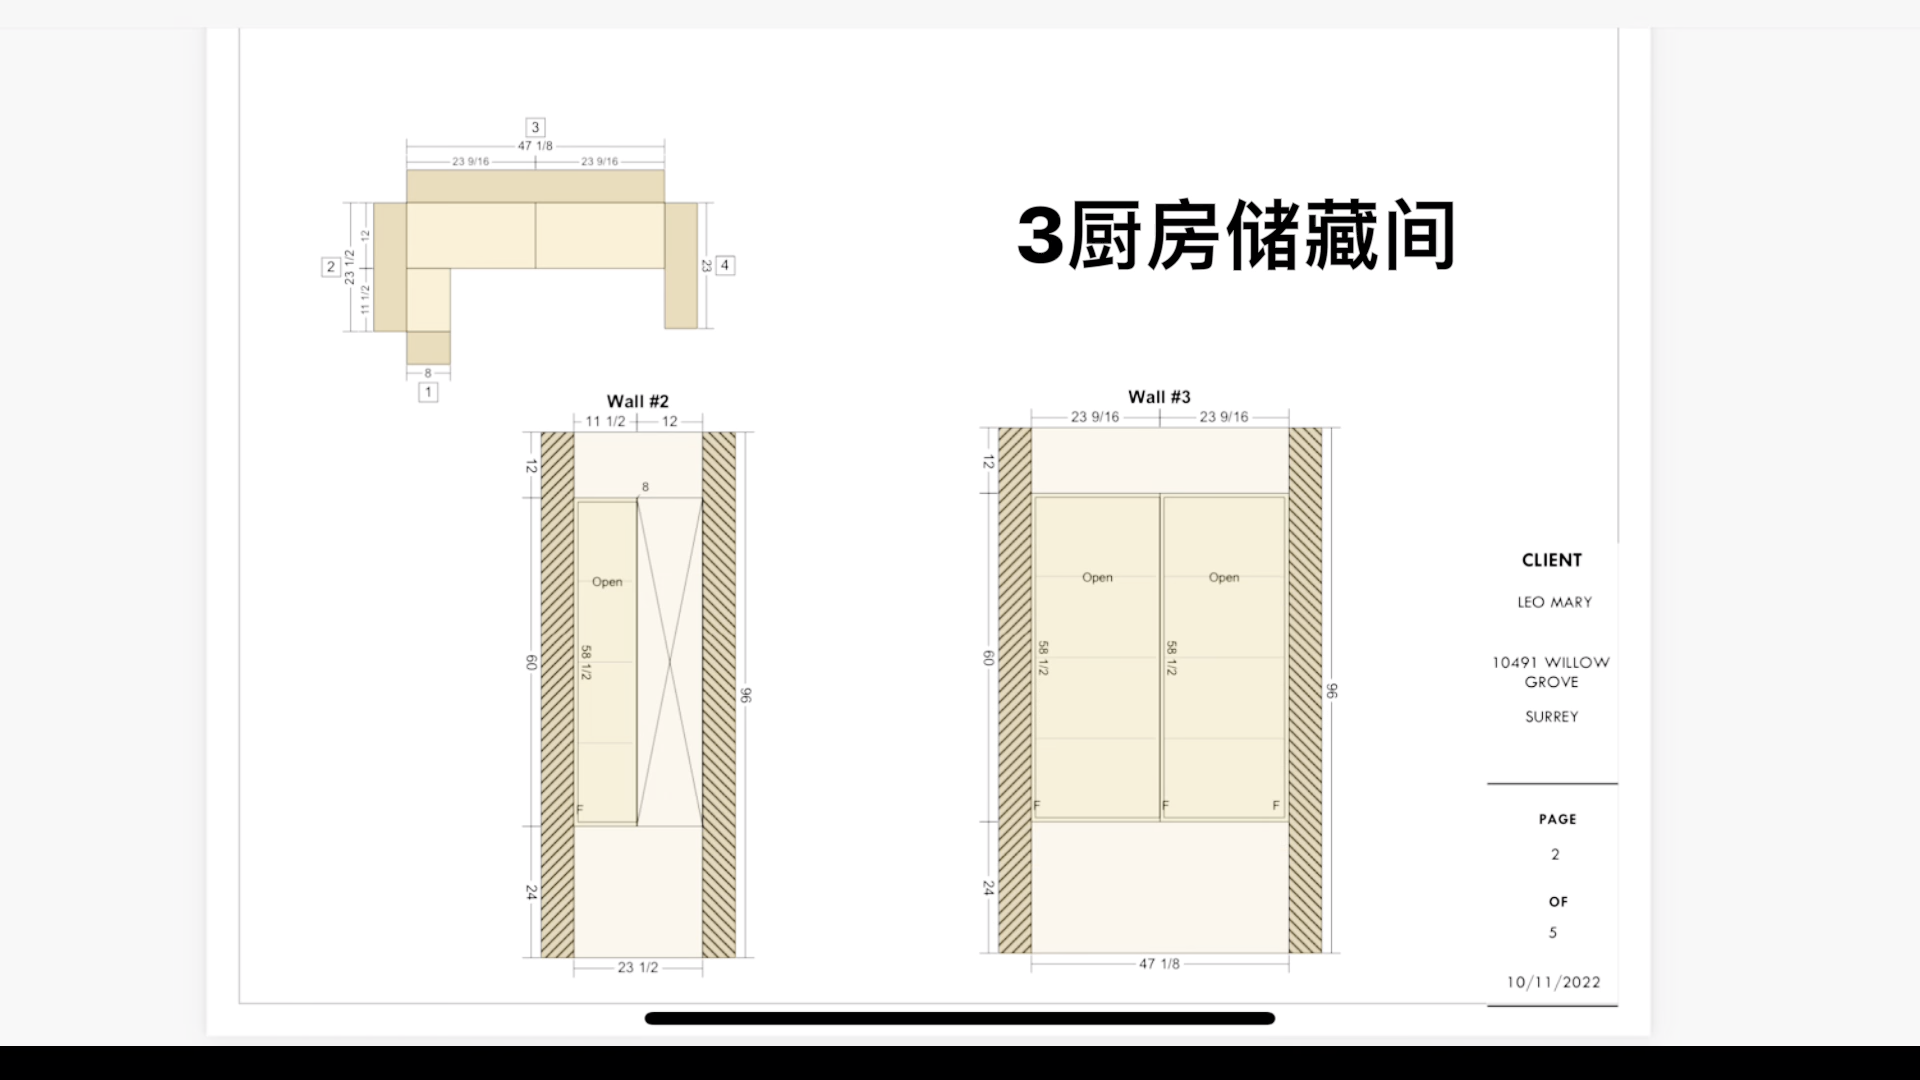 3
47 1/8
23 9/16 23 9/16
3厨房储藏间
2
23 1/2
12
11 1/2
23
4
8
1
Wall #2
11 1/2 12
12
8
Open
60
58 1/2
96
F
24
23 1/2
Wall #3
23 9/16 23 9/16
12
Open Open
60
58 1/2 58 1/2
96
F F F
24
47 1/8
CLIENT
LEO MARY
10491 WILLOW
GROVE
SURREY
PAGE
2
OF
5
10/11/2022